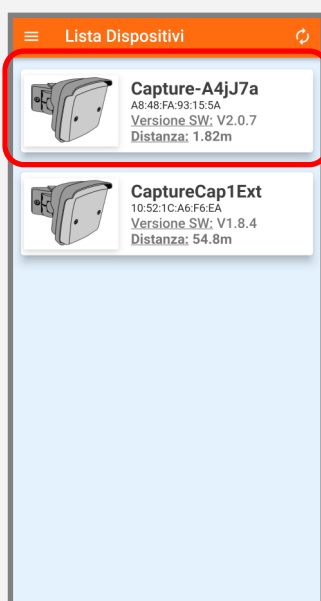 Lista Dispositivi
Capture-A4jJ7a
A8:48:FA:93:15:5A
Versione SW: V2.0.7
Distanza: 1.82m
CaptureCap1Ext
10:52:1C:A6:F6:EA
Versione SW: V1.8.4
Distanza: 54.8m